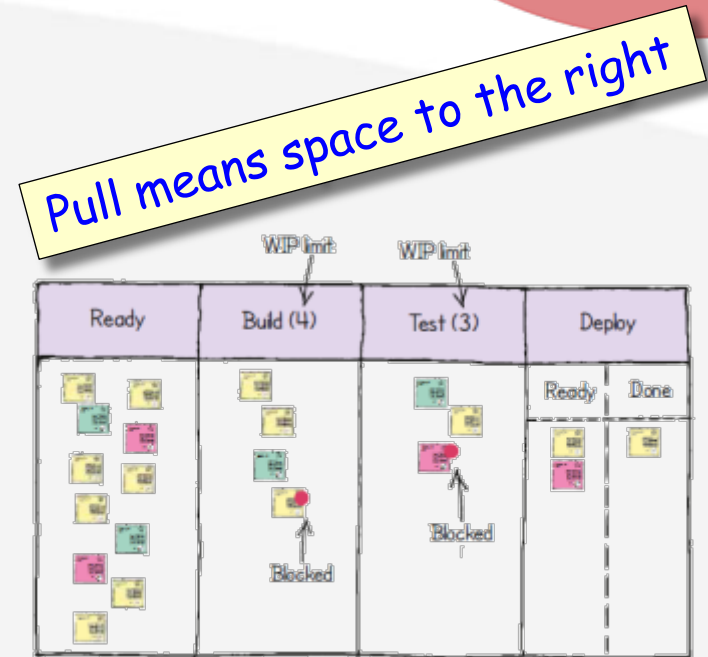 Pull means space to the right
WIP limit
WIP limit
Ready
Build (4)
Test (3)
Deploy
Ready
Done
Blocked
Blocked